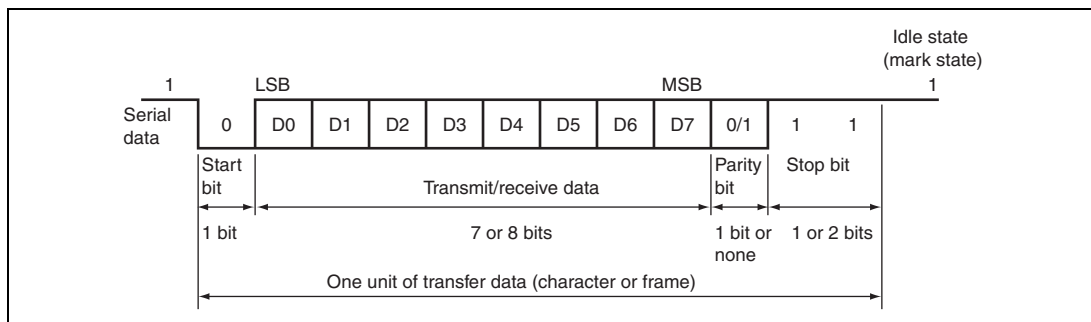 Idle state
(mark state)
1 LSB MSB 1
Serial
data
0 D0 D1 D2 D3 D4 D5 D6 D7 0/1 1 1
Start
bit
Transmit/receive data
Parity
bit
Stop bit
1 bit
7 or 8 bits
1 bit or
none
1 or 2 bits
One unit of transfer data (character or frame)